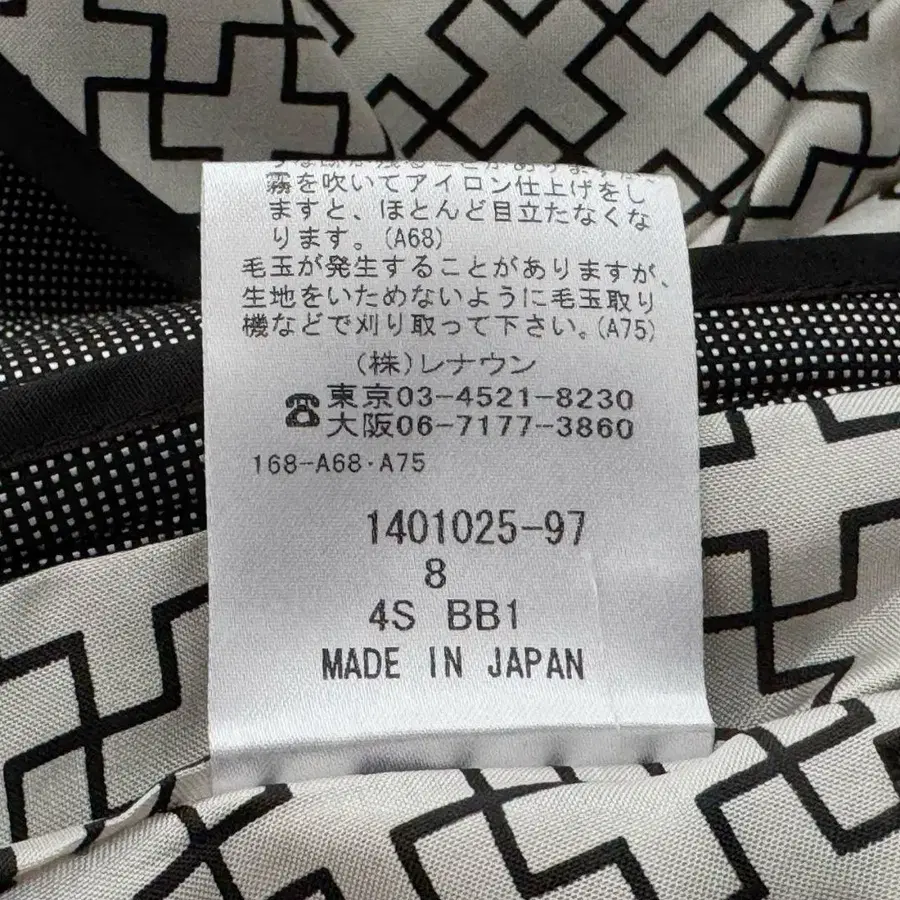 霧を吹いてアイロン仕上げをし
ますと、ほとんど目立たなくな
ります。(A68)
毛玉が発生することがありますが、
生地をいためないように毛玉取り
機などで刈り取って下さい。(A75)
(株)レナウン
☎東京03-4521-8230
大阪06-7177-3860
168-A68・A75
1401025-97
8
4S BB1
MADE IN JAPAN